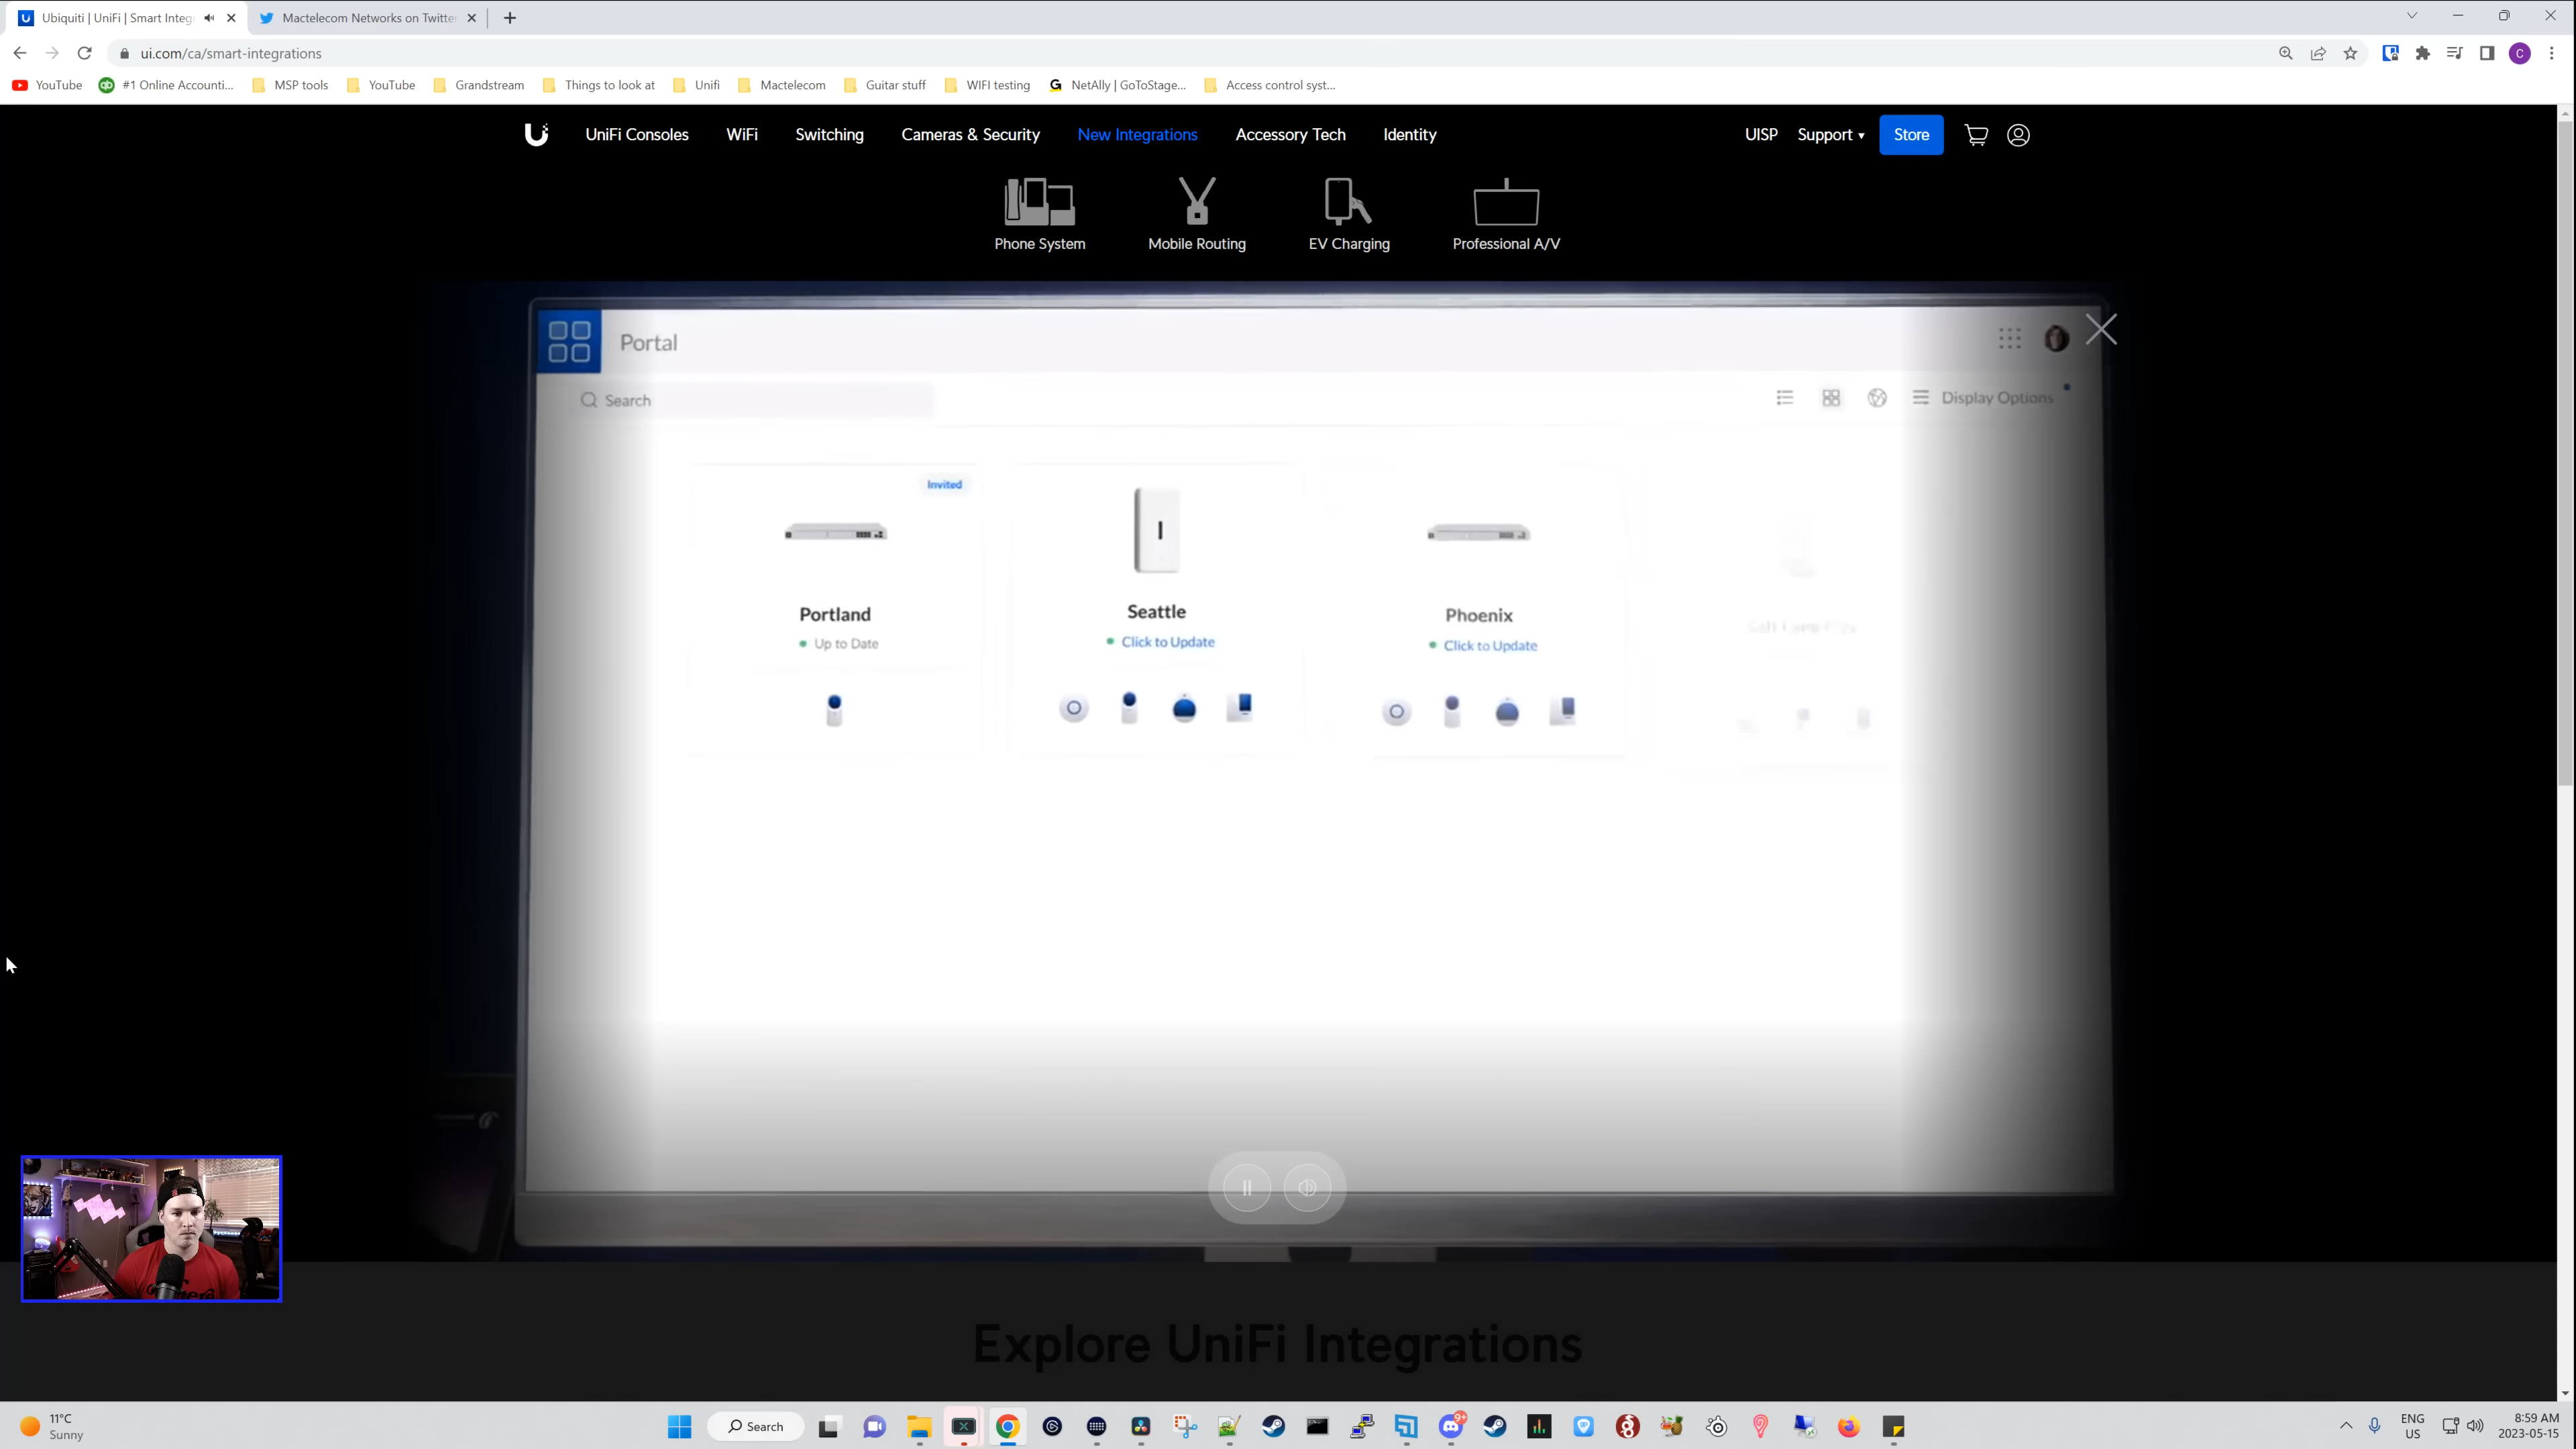 Ubiquiti | UniFi | Smart Integ
Mactelecom Networks on Twitte
ui.com/ca/smart-integrations
YouTube
#1 Online Accounti...
MSP tools
YouTube
Grandstream
Things to look at
Unifi
Mactelecom
Guitar stuff
WIFI testing
NetAlly | GoToStage...
Access control syst...
UniFi Consoles
WiFi
Switching
Cameras & Security
New Integrations
Accessory Tech
Identity
UISP
Support
Store
Phone System
Mobile Routing
EV Charging
Professional A/V
Portal
Search
Display Options
Invited
Portland
Up to Date
Seattle
Click to Update
Phoenix
Click to Update
Explore UniFi Integrations
11°C
Sunny
Search
9+
ENG
US
8:59 AM
2023-05-15